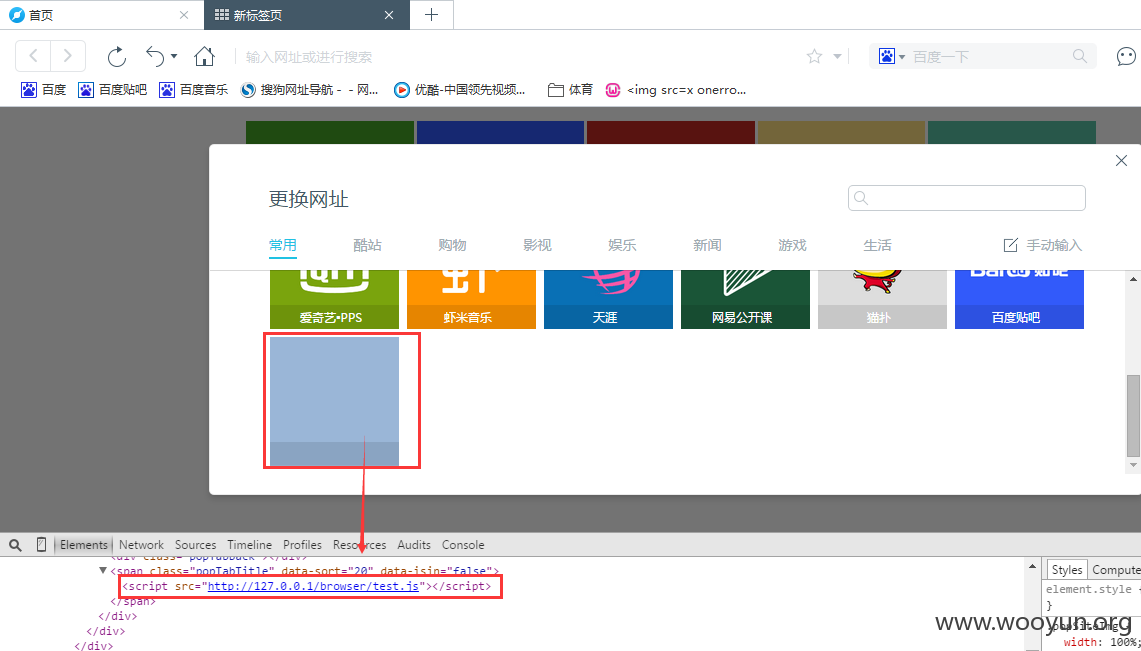 首页 新标签页
输入网址或进行搜索 百度一下
百度 百度贴吧 百度音乐 搜狗网址导航 - - 网... 优酷-中国领先视频... 体育 <img src=x onerro...
更换网址
常用 酷站 购物 影视 娱乐 新闻 游戏 生活 手动输入
爱奇艺•PPS 虾米音乐 天涯 网易公开课 猫扑 百度贴吧
Elements Network Sources Timeline Profiles Resources Audits Console
<div class="popTabBack"></div>
▼<span class="popTabTitle" data-sort="20" data-isin="false">
<script src="http://127.0.0.1/browser/test.js"></script>
</span>
</div>
</div>
</div>
Styles Compute
element.style
}
.popSiteImg
width: 100%;
www.wooyun.org